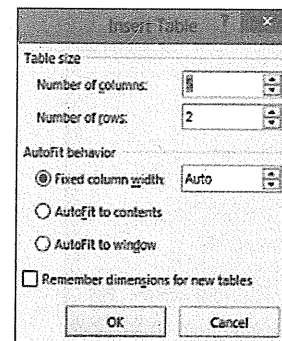 Insert Table ? ×
Table size
Number of columns:
Number of rows: 2
AutoFit behavior
Fixed column width: Auto
AutoFit to contents
AutoFit to window
Remember dimensions for new tables
OK Cancel